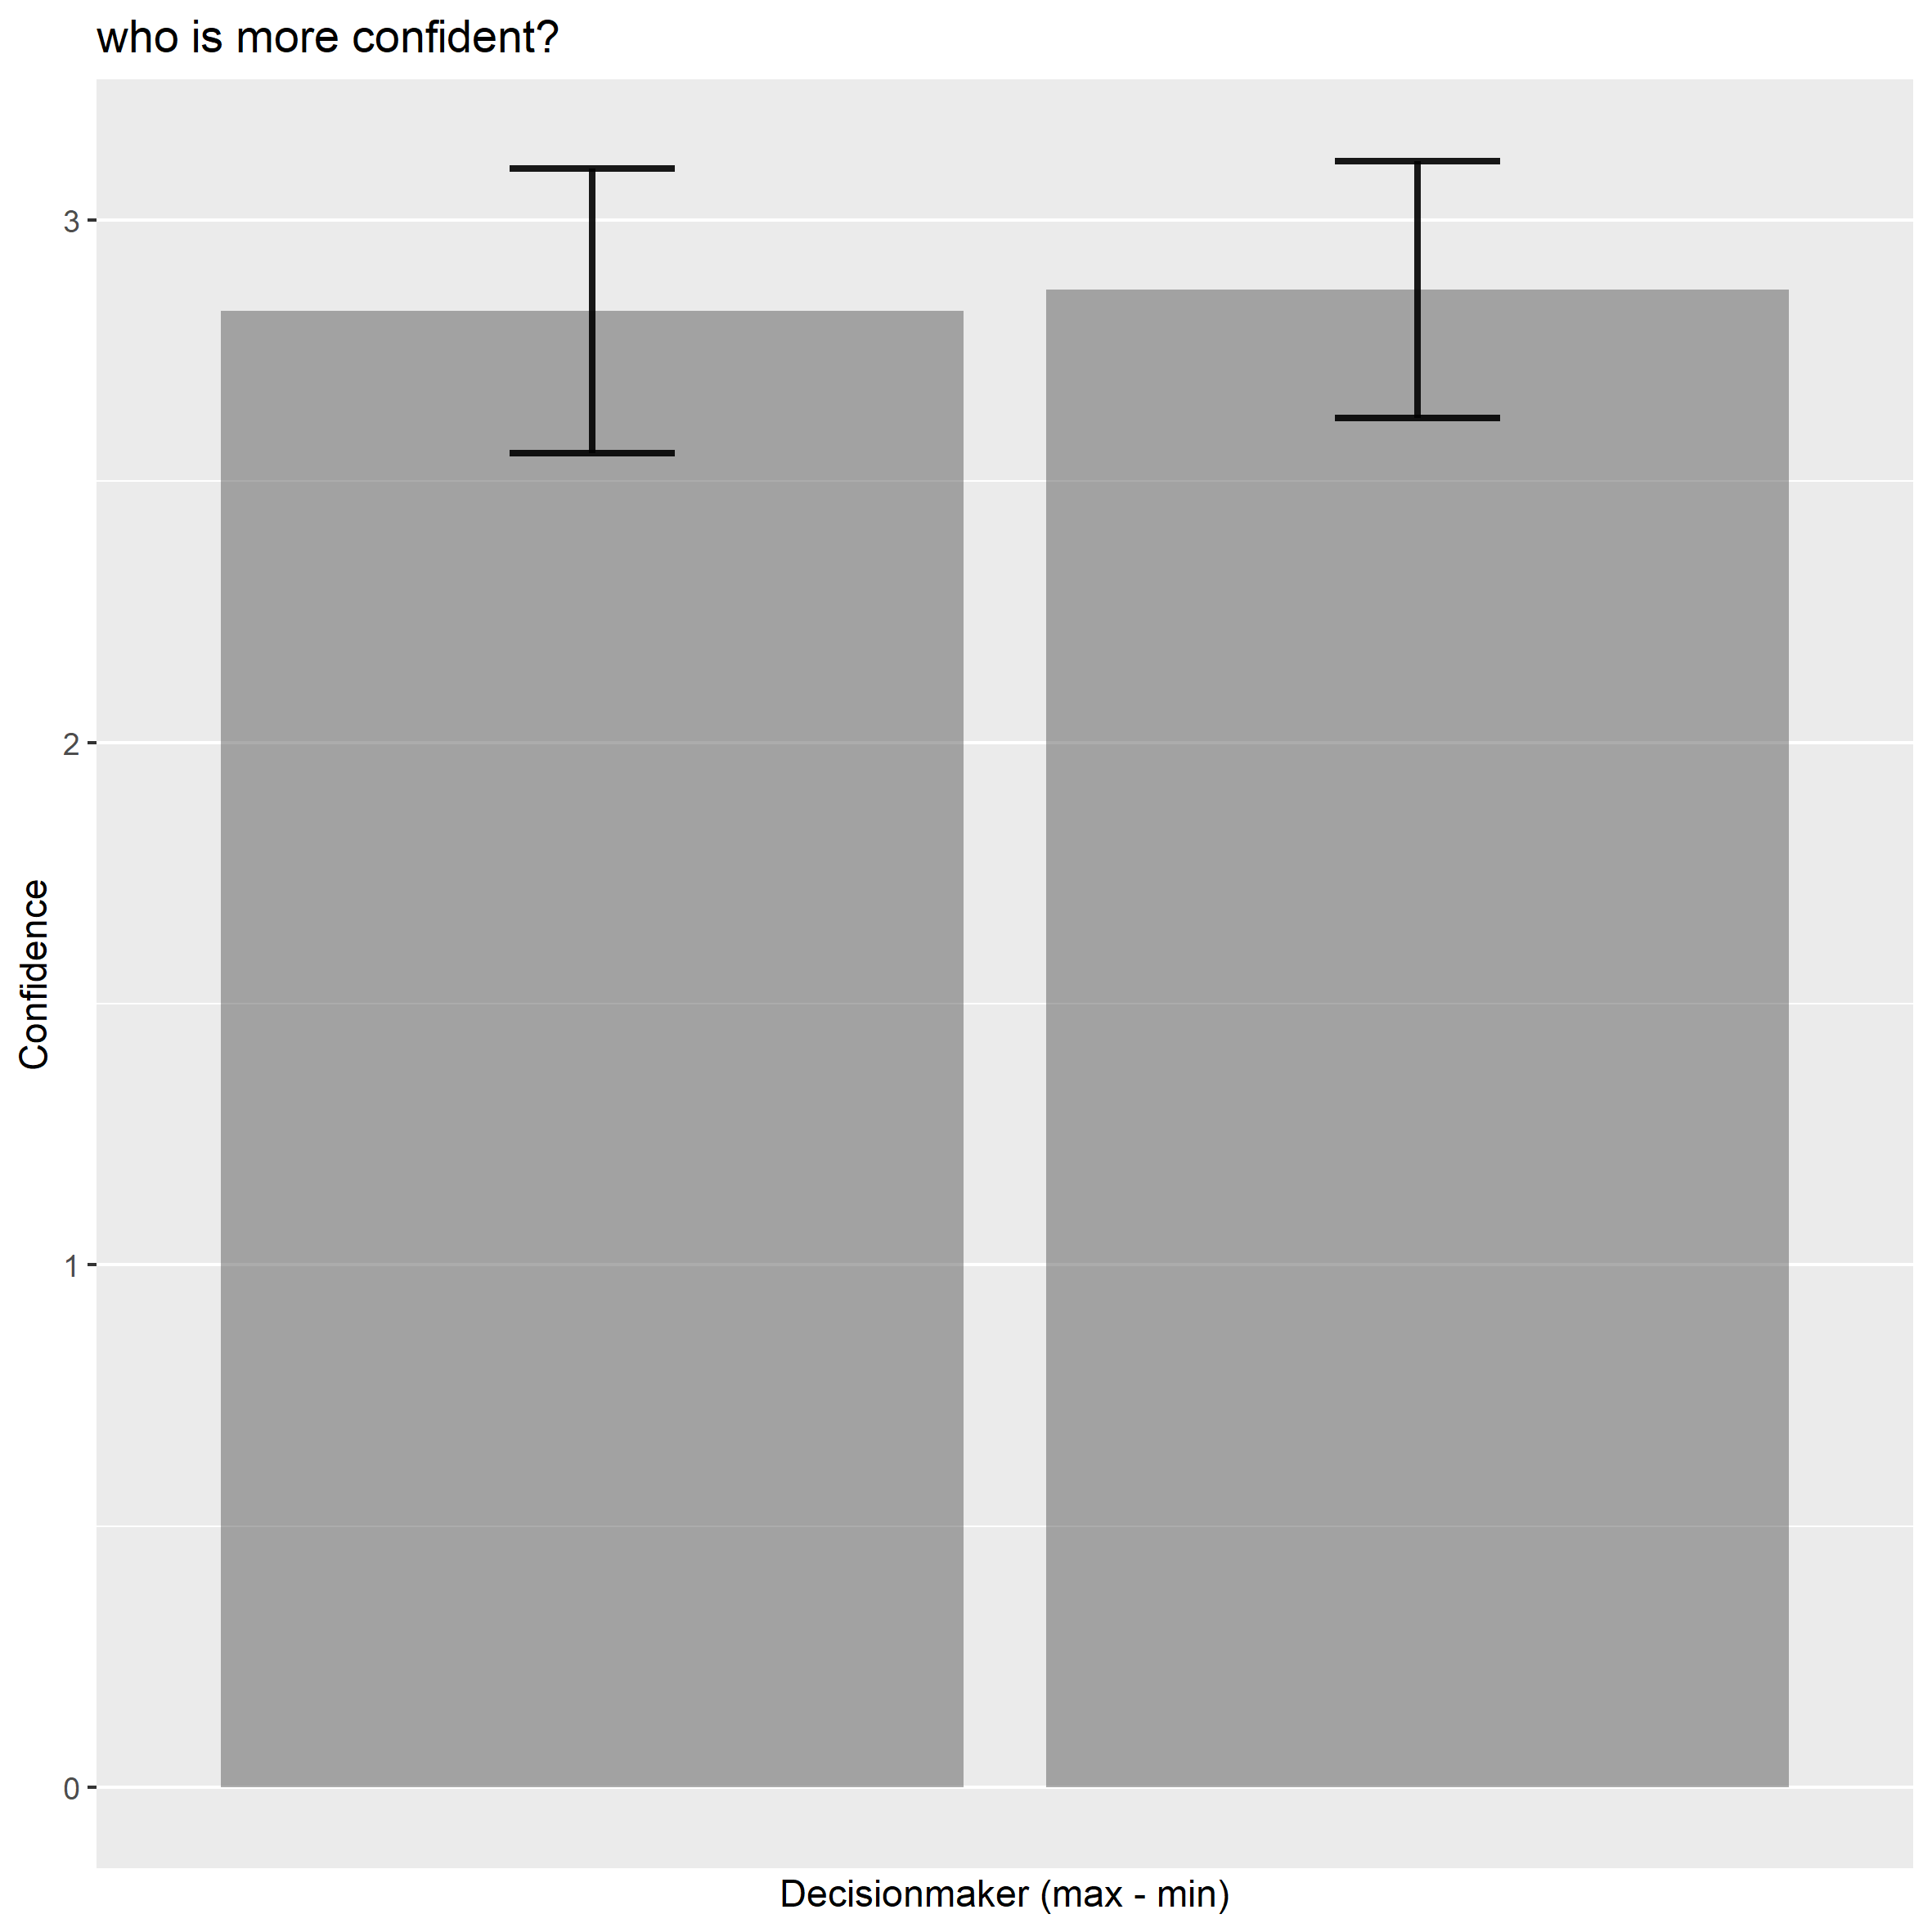 who is more confident?
3
2
1
0
Confidence
Decisionmaker (max - min)